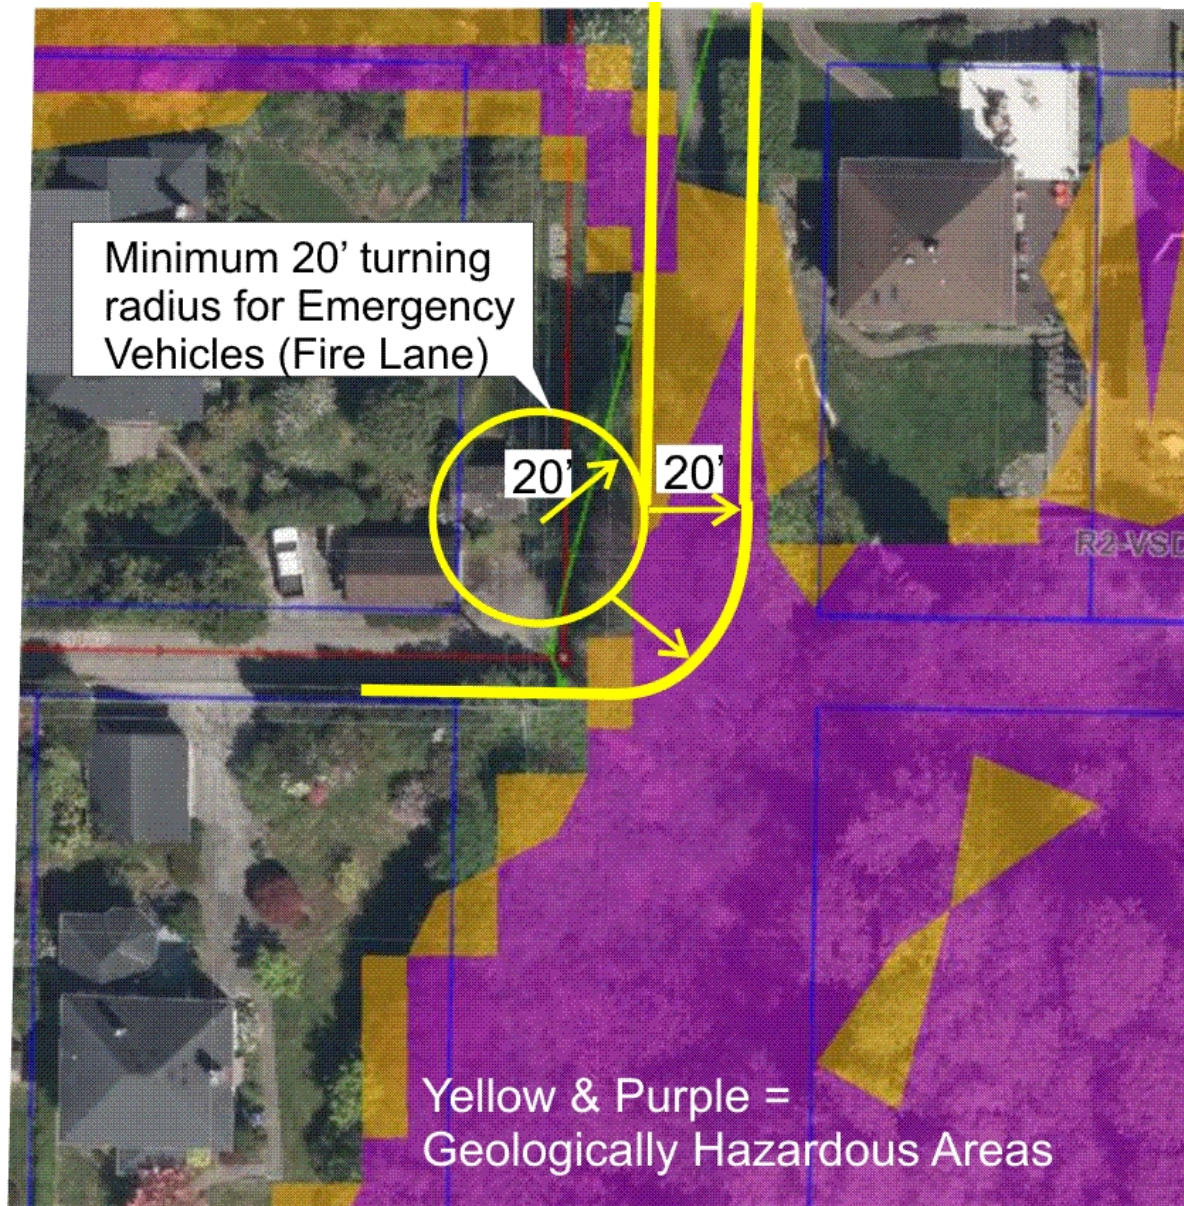 Minimum 20’ turning
radius for Emergency
Vehicles (Fire Lane)
20’
20’
R2-VSD
Yellow & Purple =
Geologically Hazardous Areas